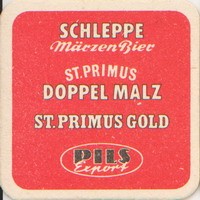 SCHLEPPE
Märzen Bier
ST. PRIMUS
DOPPEL MALZ
ST. PRIMUS GOLD
PILS
Export